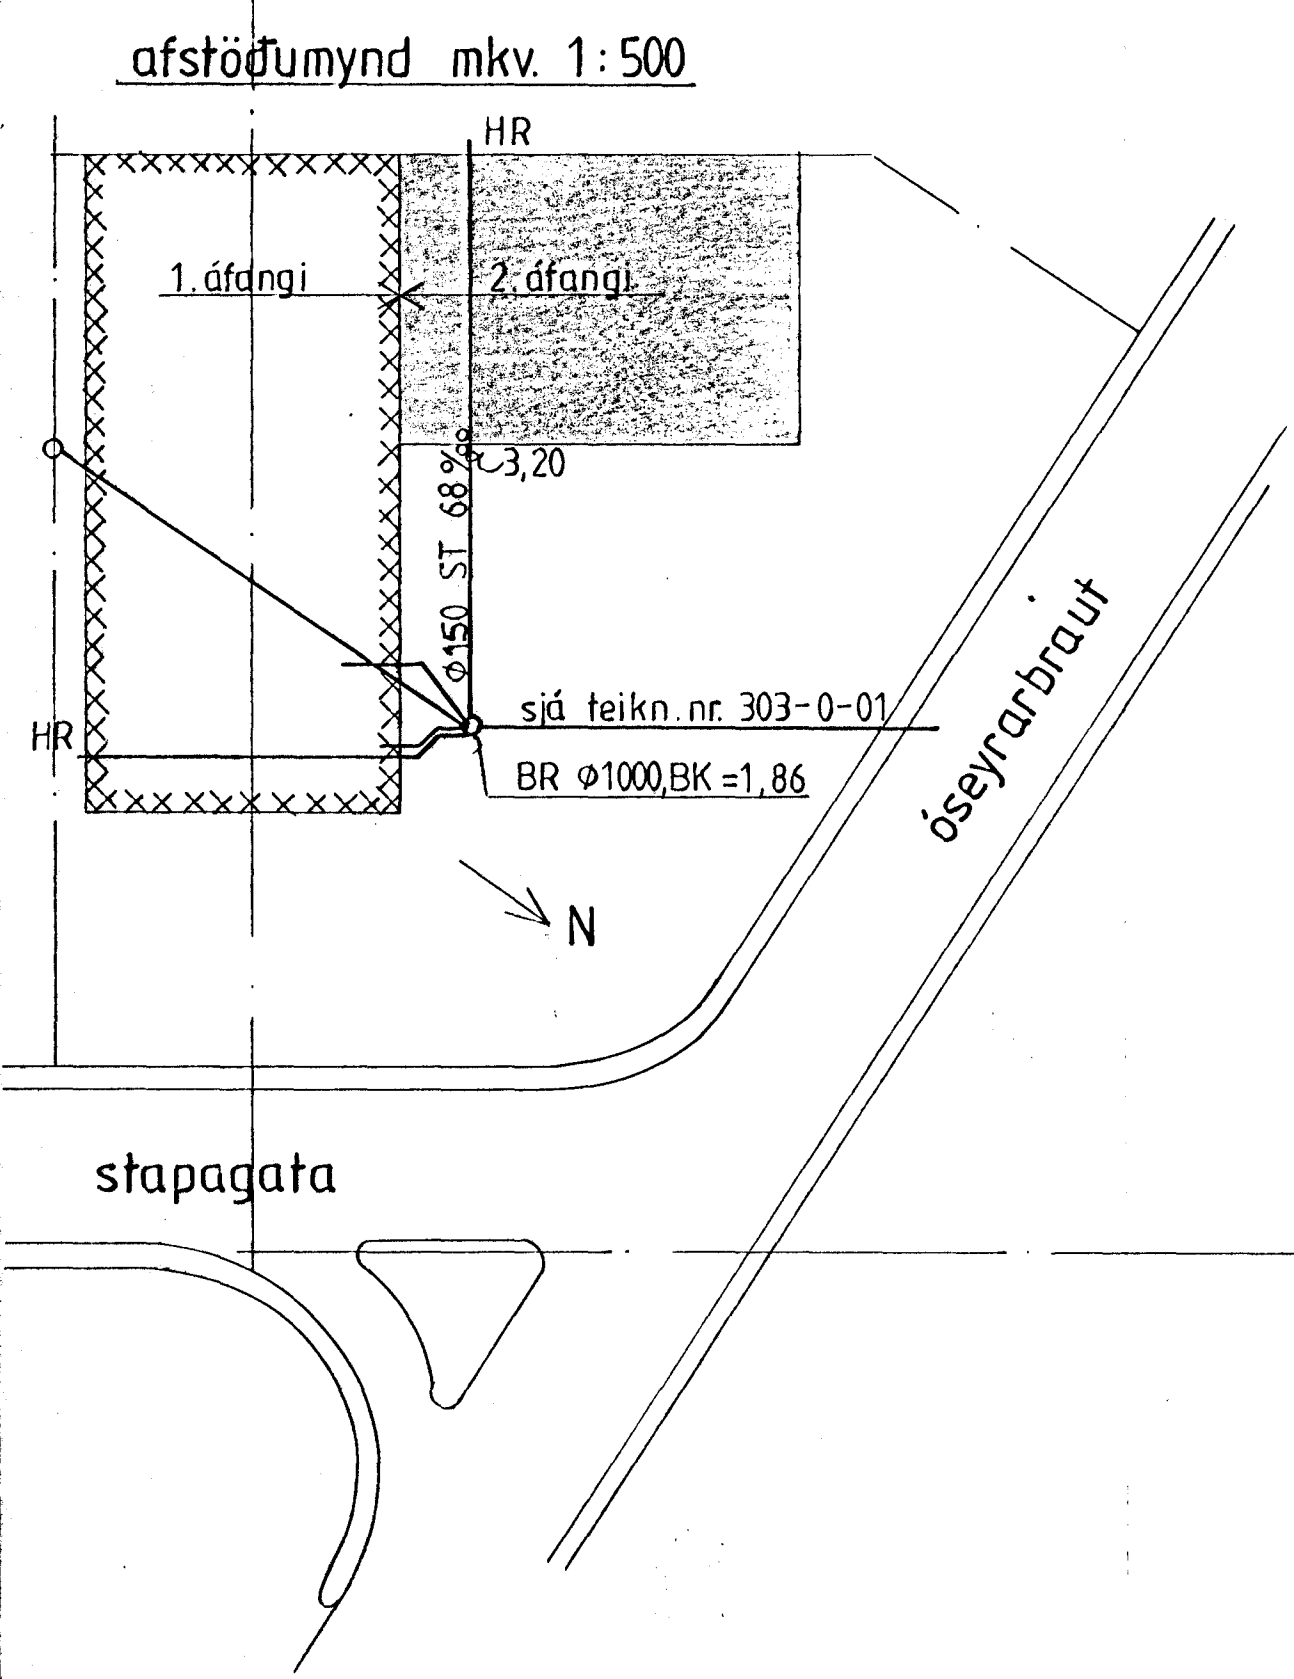 afstöðumynd mkv. 1:500
HR
1.áfangi
2.áfangi
3,20
Φ150 ST 68‰
sjá teikn.nr. 303-0-01
HR
BR Φ1000,BK=1,86
óseyrarbraut
N
stapagata